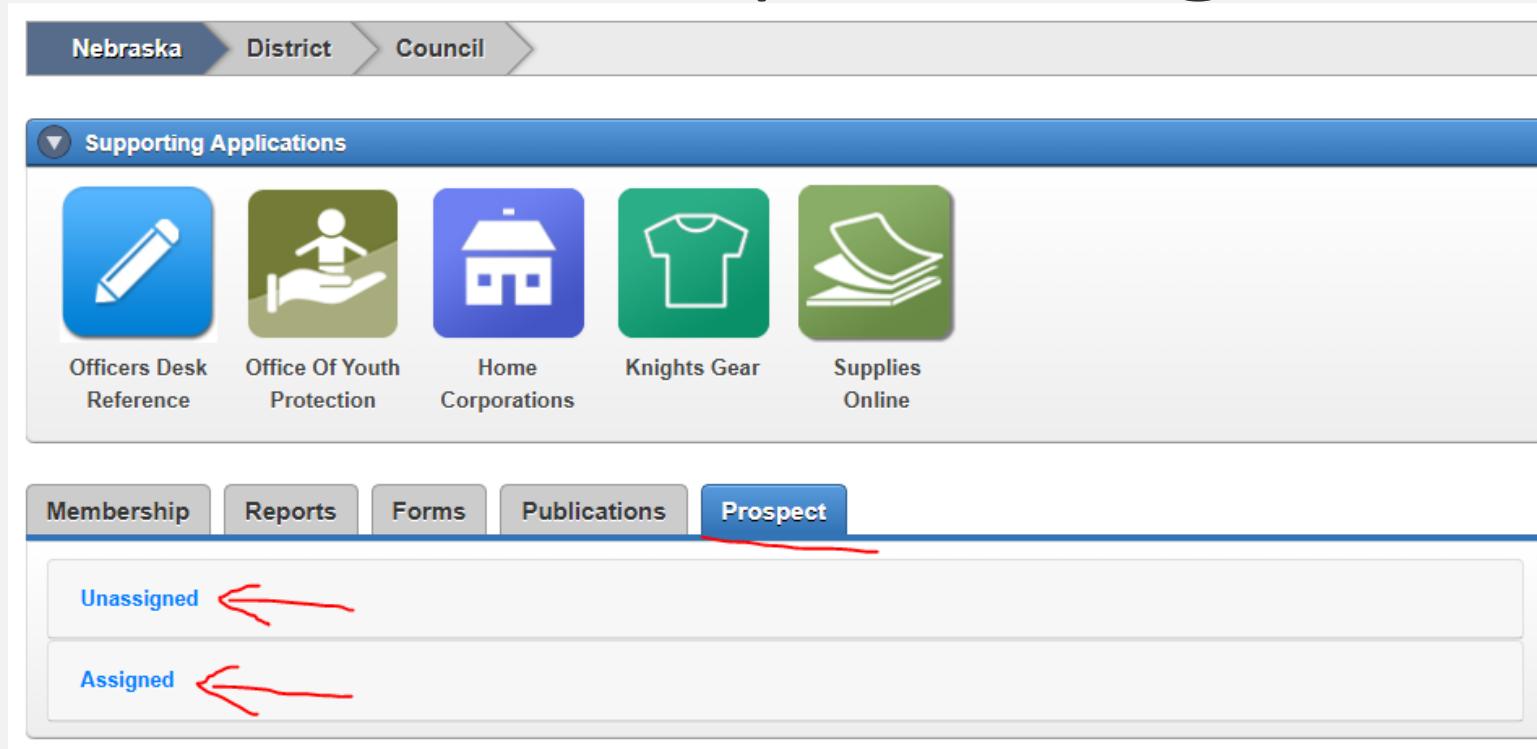 Nebraska District Council
Supporting Applications
Officers Desk Reference
Office Of Youth Protection
Home Corporations
Knights Gear
Supplies Online
Membership Reports Forms Publications Prospect
Unassigned
Assigned